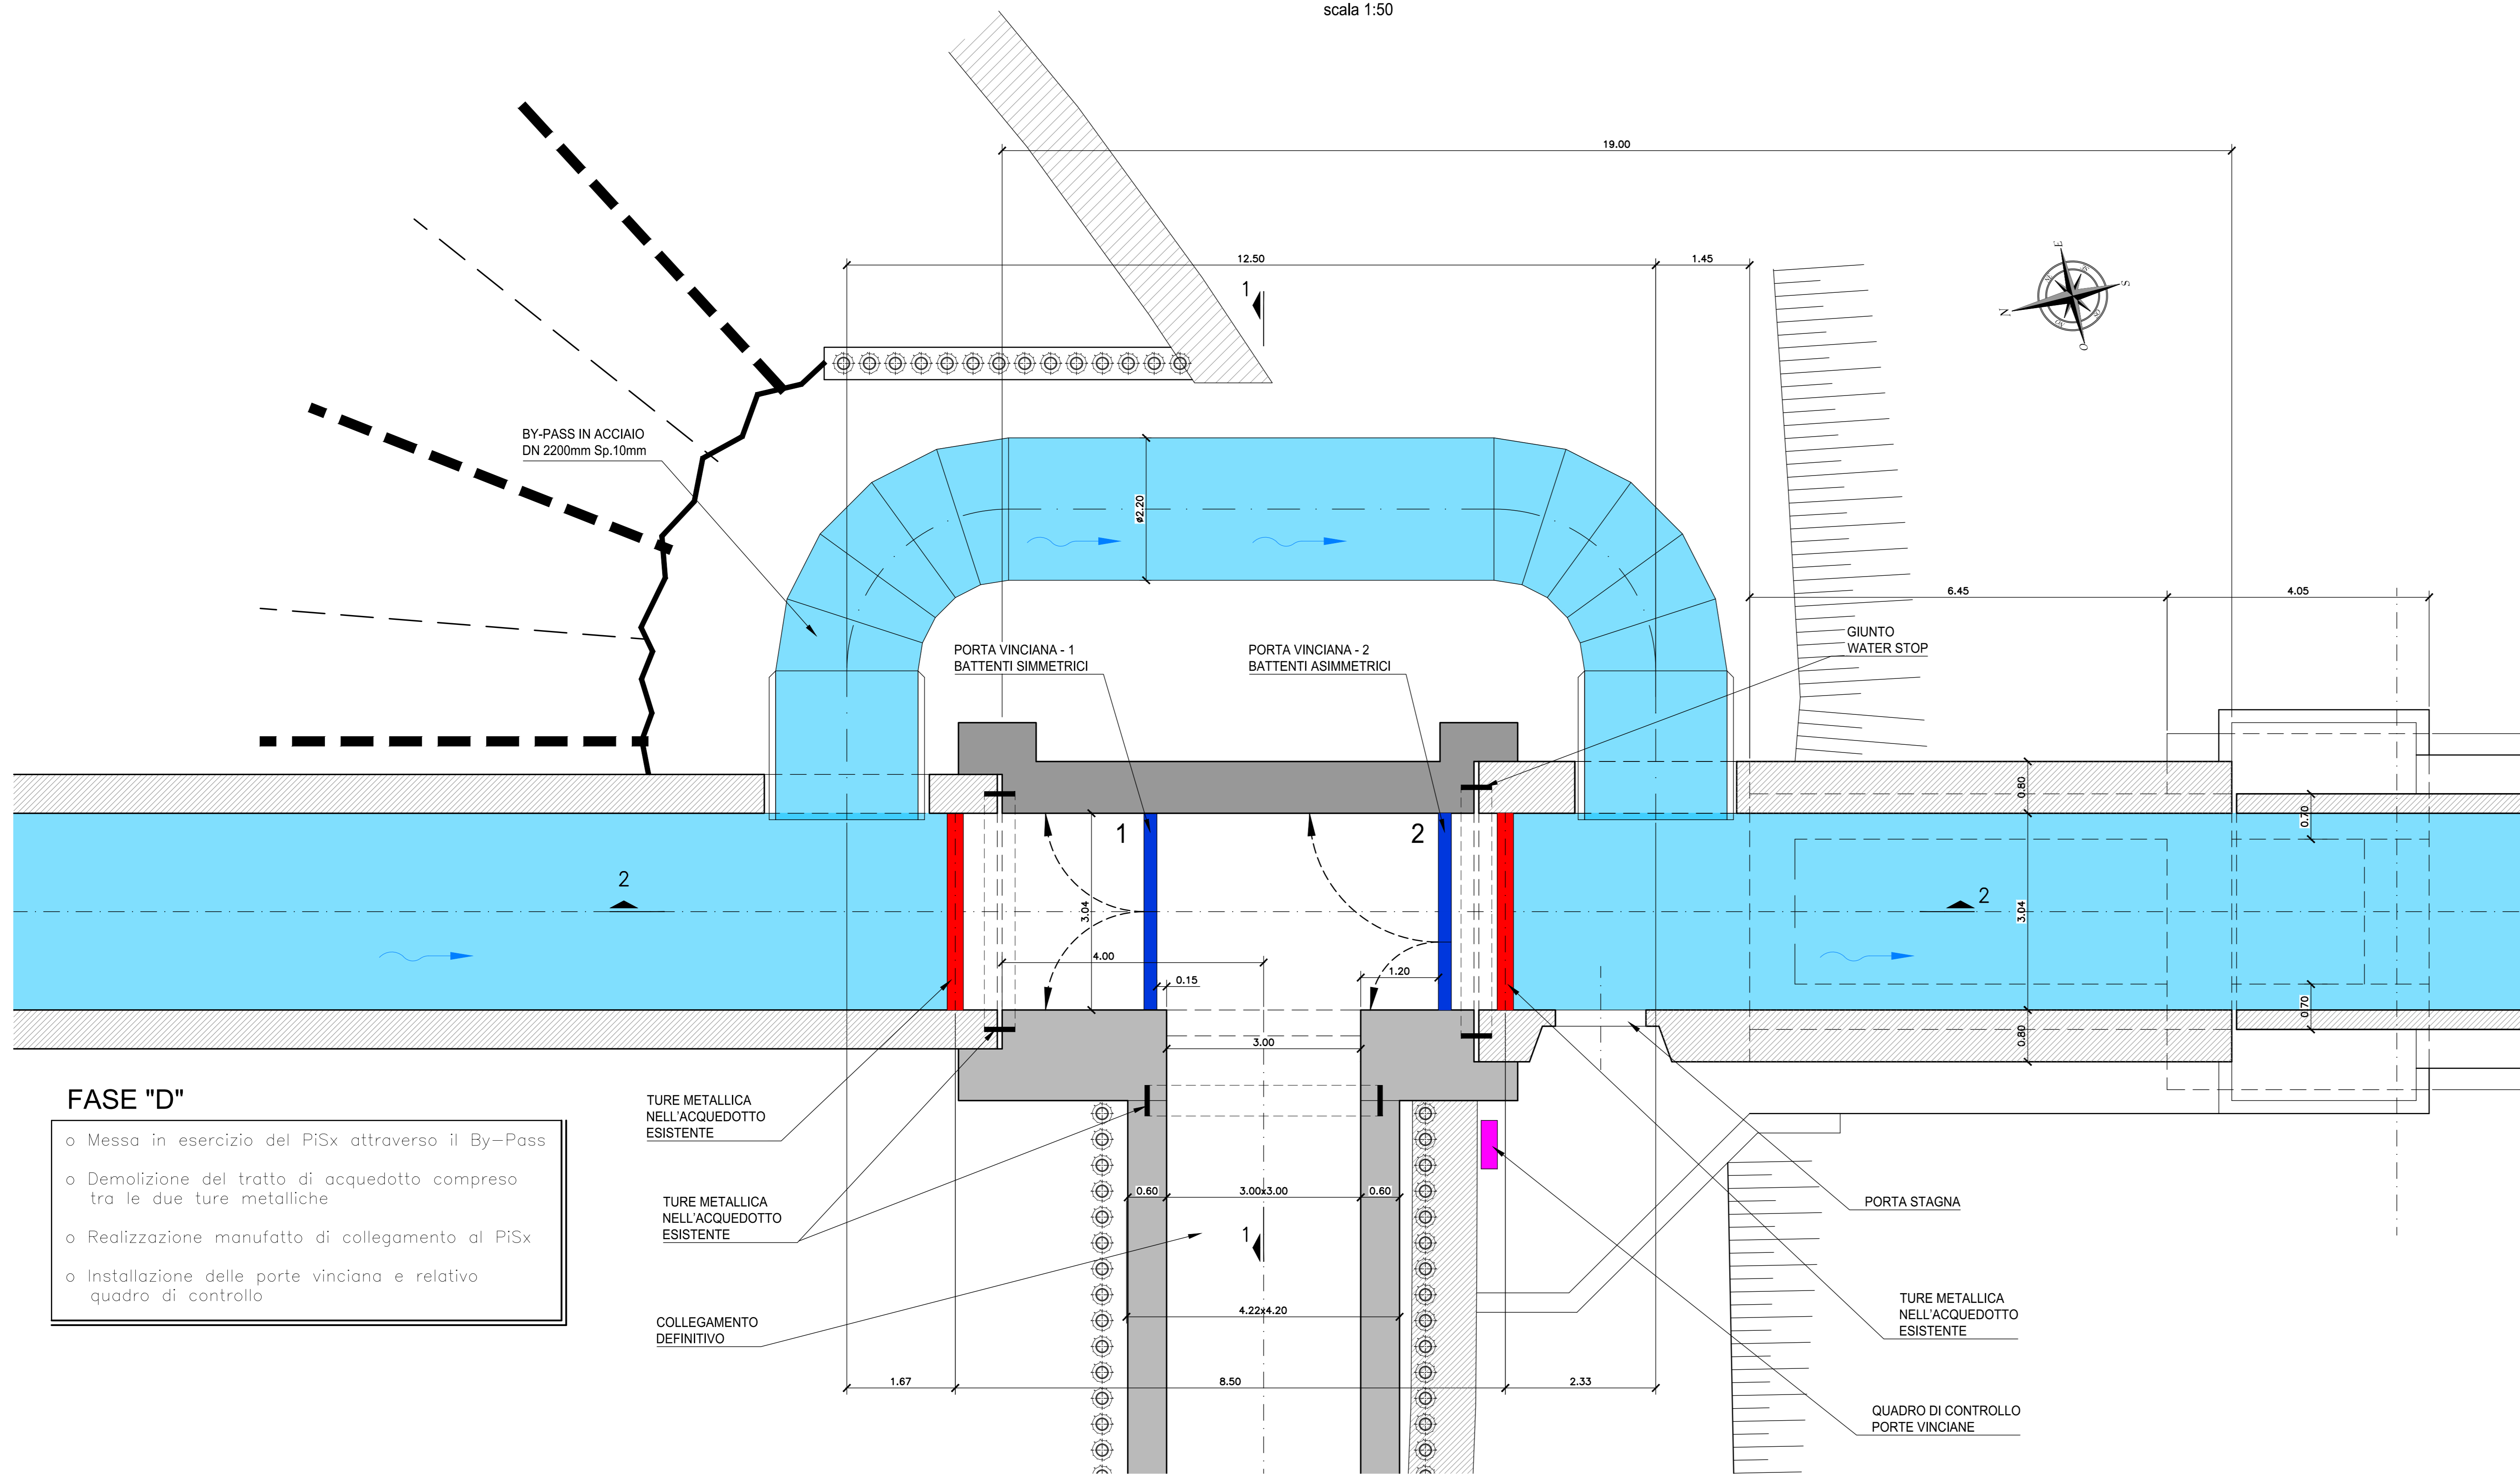 scala 1:50
19.00
12.50
1.45
1
E
S
N
O
BY-PASS IN ACCIAIO
DN 2200mm Sp.10mm
ø2.20
6.45
4.05
PORTA VINCIANA - 1
BATTENTI SIMMETRICI
PORTA VINCIANA - 2
BATTENTI ASIMMETRICI
GIUNTO
WATER STOP
0.80
0.70
1
2
2
2
3.04
3.04
4.00
0.15
1.20
0.70
0.80
3.00
FASE "D"
o Messa in esercizio del PiSx attraverso il By-Pass
o Demolizione del tratto di acquedotto compreso
tra le due ture metalliche
o Realizzazione manufatto di collegamento al PiSx
o Installazione delle porte vinciana e relativo
quadro di controllo
TURE METALLICA
NELL'ACQUEDOTTO
ESISTENTE
TURE METALLICA
NELL'ACQUEDOTTO
ESISTENTE
0.60
3.00x3.00
0.60
1
PORTA STAGNA
4.22x4.20
COLLEGAMENTO
DEFINITIVO
TURE METALLICA
NELL'ACQUEDOTTO
ESISTENTE
1.67
8.50
2.33
QUADRO DI CONTROLLO
PORTE VINCIANE